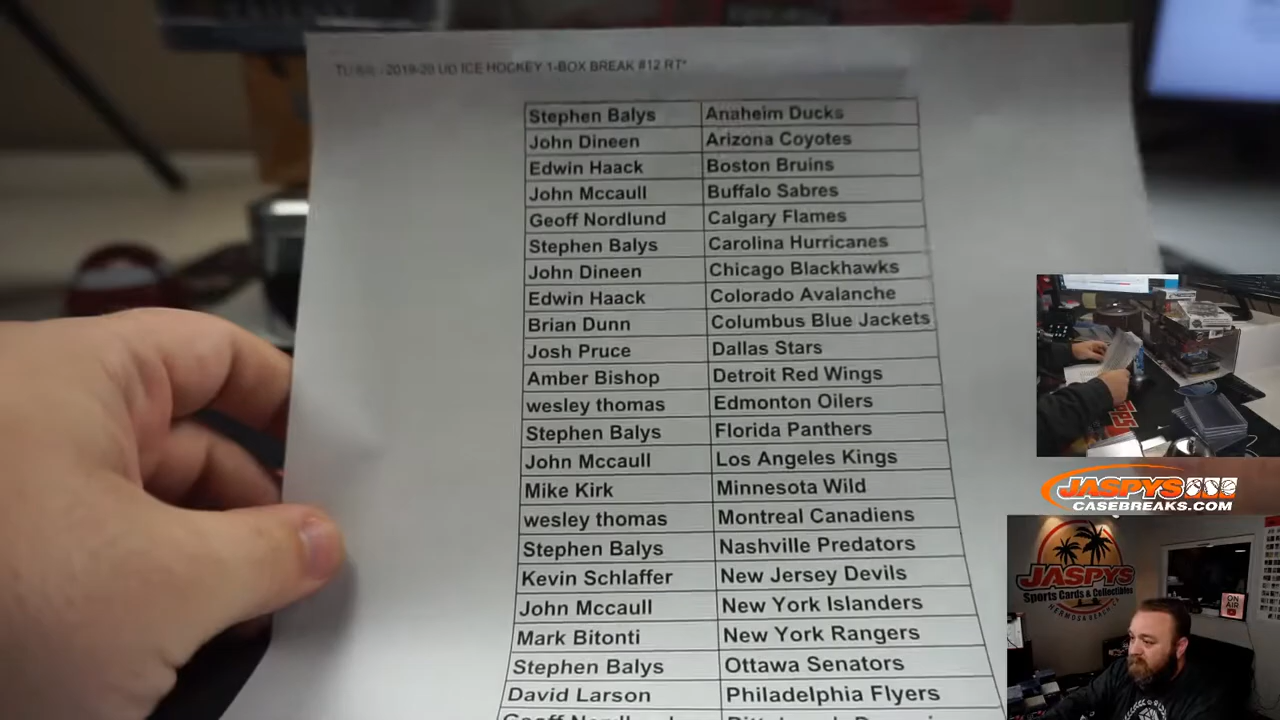 2019-20 UD ICE HOCKEY 1-BOX BREAK #12 RT*
Stephen Balys Anaheim Ducks
John Dineen Arizona Coyotes
Edwin Haack Boston Bruins
John Mccaull Buffalo Sabres
Geoff Nordlund Calgary Flames
Stephen Balys Carolina Hurricanes
John Dineen Chicago Blackhawks
Edwin Haack Colorado Avalanche
Brian Dunn Columbus Blue Jackets
Josh Pruce Dallas Stars
Amber Bishop Detroit Red Wings
wesley thomas Edmonton Oilers
Stephen Balys Florida Panthers
John Mccaull Los Angeles Kings
Mike Kirk Minnesota Wild
wesley thomas Montreal Canadiens
Stephen Balys Nashville Predators
Kevin Schlaffer New Jersey Devils
John Mccaull New York Islanders
Mark Bitonti New York Rangers
Stephen Balys Ottawa Senators
David Larson Philadelphia Flyers
JASPYS
CASEBREAKS.COM
JASPYS
Sports Cards & Collectibles
HERMOSA BEACH CA
ON AIR